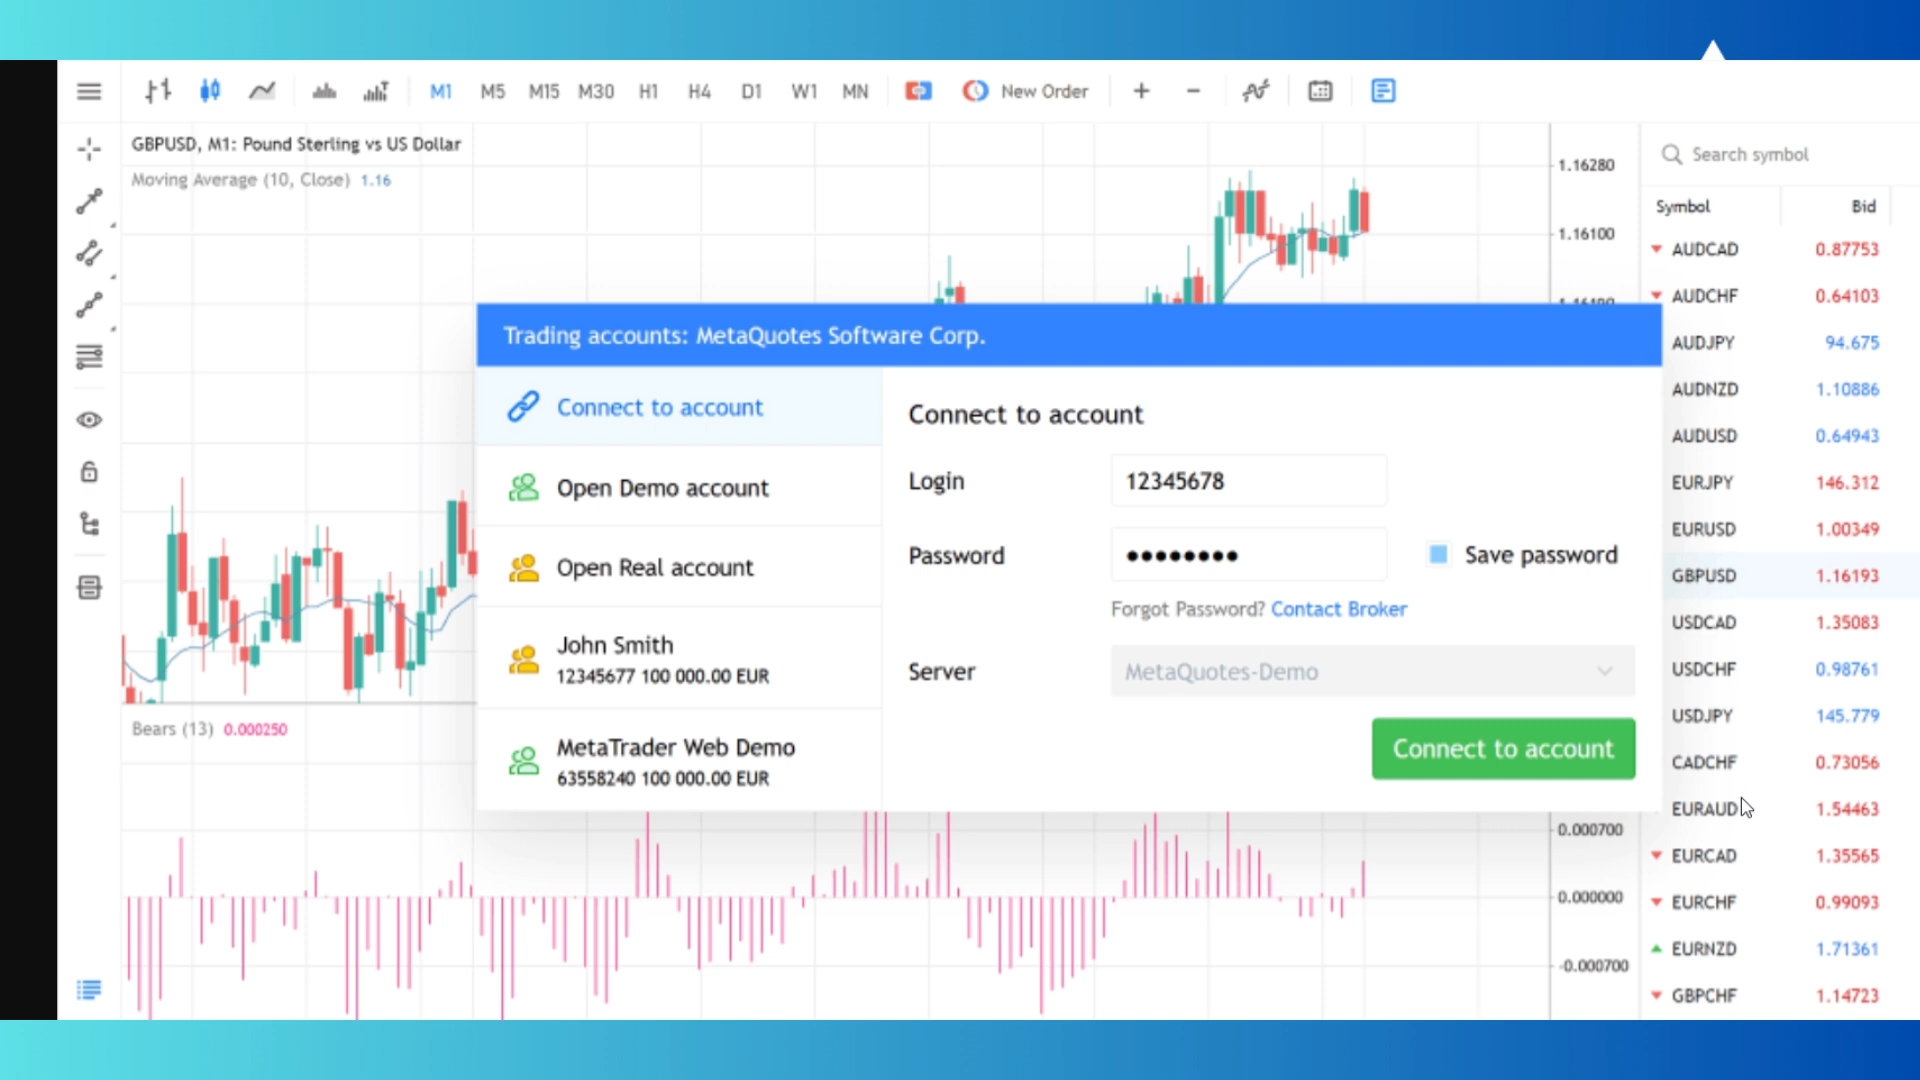 M1 M5 M15 M30 H1 H4 D1 W1 MN New Order
GBPUSD, M1: Pound Sterling vs US Dollar
Moving Average (10, Close) 1.16
1.16280
1.16100
Search symbol
Symbol Bid
AUDCAD 0.87753
AUDCHF 0.64103
AUDJPY 94.675
AUDNZD 1.10886
AUDUSD 0.64943
EURJPY 146.312
EURUSD 1.00349
GBPUSD 1.16193
USDCAD 1.35083
USDCHF 0.98761
USDJPY 145.779
CADCHF 0.73056
EURAUD 1.54463
EURCAD 1.35565
EURCHF 0.99093
EURNZD 1.71361
GBPCHF 1.14723
Trading accounts: MetaQuotes Software Corp.
Connect to account
Open Demo account
Open Real account
John Smith
12345677 100 000.00 EUR
MetaTrader Web Demo
63558240 100 000.00 EUR
Connect to account
Login 12345678
Password ●●●●●●●● Save password
Forgot Password? Contact Broker
Server MetaQuotes-Demo
Connect to account
Bears (13) 0.000250
0.000700
0.000000
-0.000700